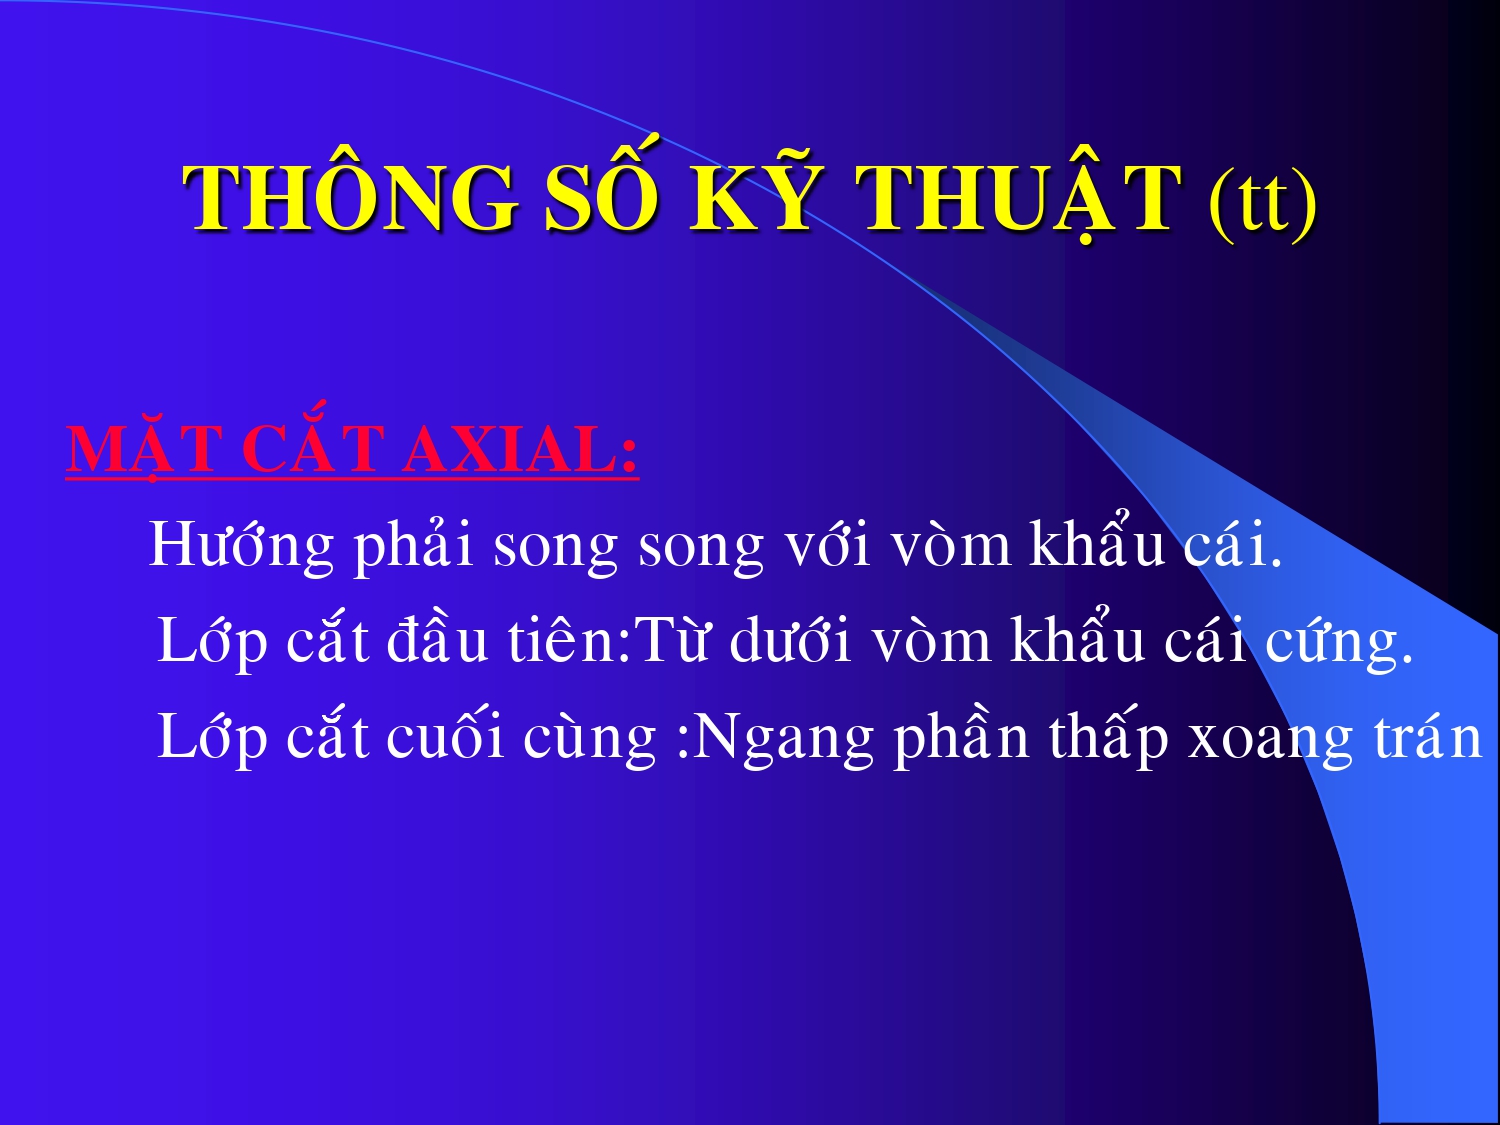 THÔNG SỐ KỸ THUẬT (tt)
MẶT CẮT AXIAL:
Hướng phải song song với vòm khẩu cái.
Lớp cắt đầu tiên:Từ dưới vòm khẩu cái cứng.
Lớp cắt cuối cùng :Ngang phần thấp xoang trán